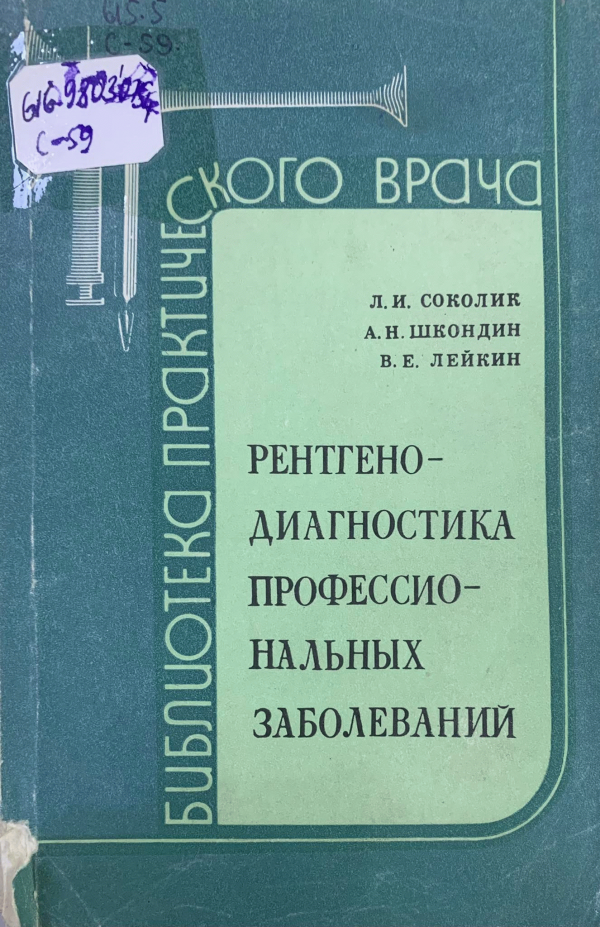 615.5
С-59.
С-59
БИБЛИОТЕКА ПРАКТИЧЕСКОГО ВРАЧА
Л. И. СОКОЛИК
А. Н. ШКОНДИН
В. Е. ЛЕЙКИН
РЕНТГЕНО-
ДИАГНОСТИКА
ПРОФЕССИО-
НАЛЬНЫХ
ЗАБОЛЕВАНИЙ